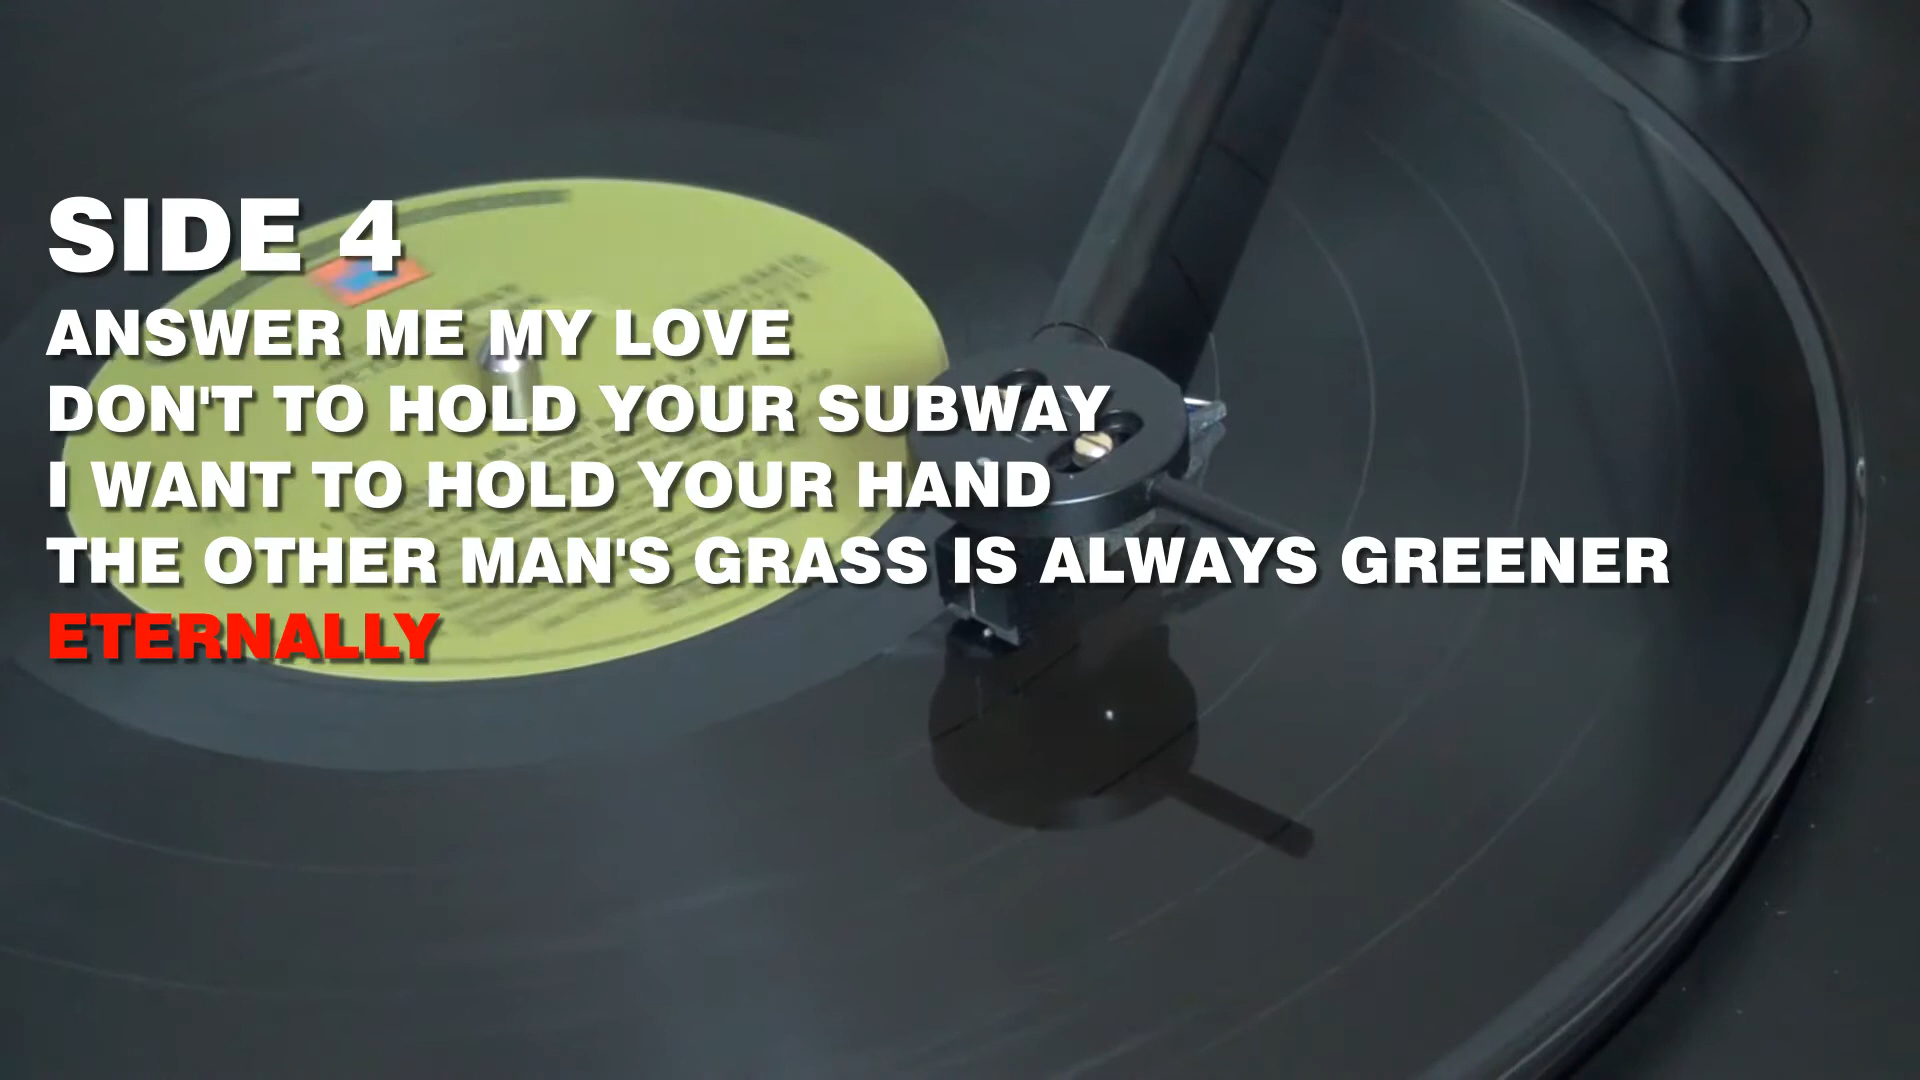 SIDE 4
ANSWER ME MY LOVE
DON'T TO HOLD YOUR SUBWAY
I WANT TO HOLD YOUR HAND
THE OTHER MAN'S GRASS IS ALWAYS GREENER
ETERNALLY